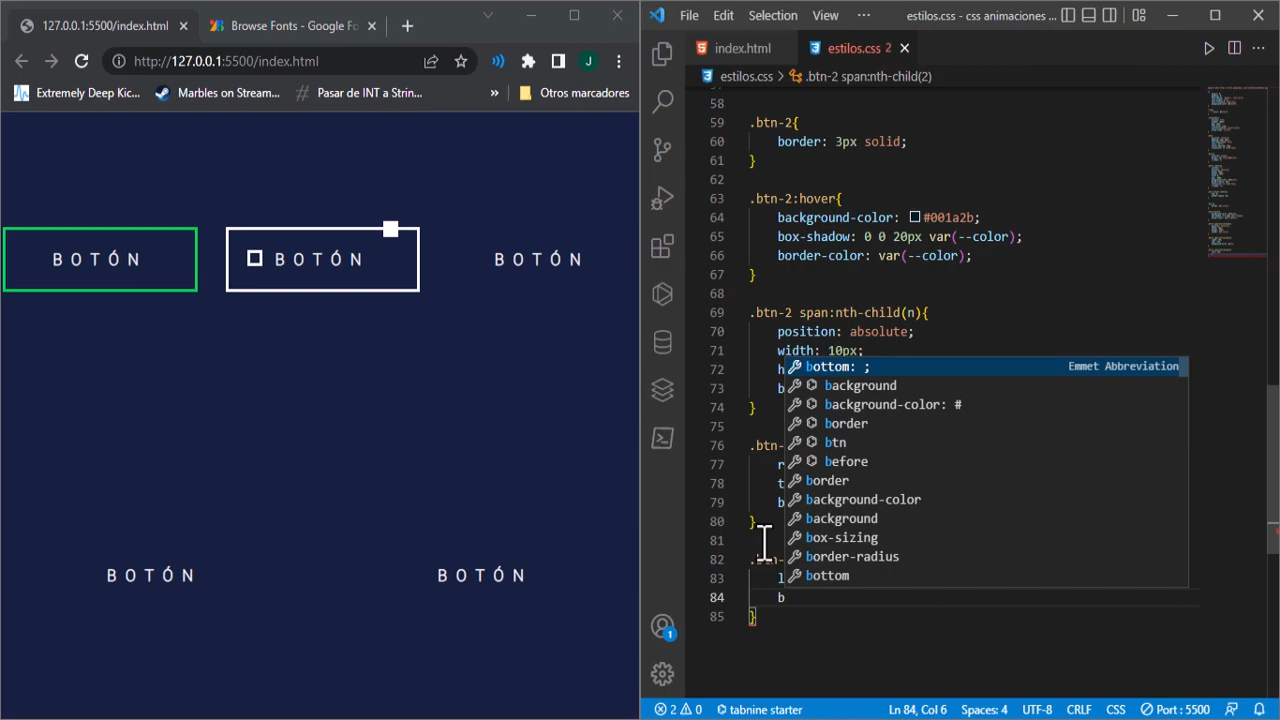 127.0.0.1:5500/index.html
Browse Fonts - Google Fo
http://127.0.0.1:5500/index.html
J
Extremely Deep Kic...
Marbles on Stream...
Pasar de INT a Strin...
»
Otros marcadores
BOTÓN
BOTÓN
BOTÓN
BOTÓN
BOTÓN
File Edit Selection View ···
estilos.css - css animaciones ...
index.html
estilos.css 2
estilos.css > .btn-2 span:nth-child(2)
58
59 .btn-2{
60 border: 3px solid;
61 }
62
63 .btn-2:hover{
64 background-color: #001a2b;
65 box-shadow: 0 0 20px var(--color);
66 border-color: var(--color);
67 }
68
69 .btn-2 span:nth-child(n){
70 position: absolute;
71 width: 10px;
72 h
73 b
74 }
75
76 .btn-
77 r
78 t
79 b
80 }
81
82 .btn-
83 l
84 b
85 }
bottom: ; Emmet Abbreviation
background
background-color: #
border
btn
before
border
background-color
background
box-sizing
border-radius
bottom
1
2 0
tabnine starter
Ln 84, Col 6
Spaces: 4
UTF-8
CRLF
CSS
Port : 5500